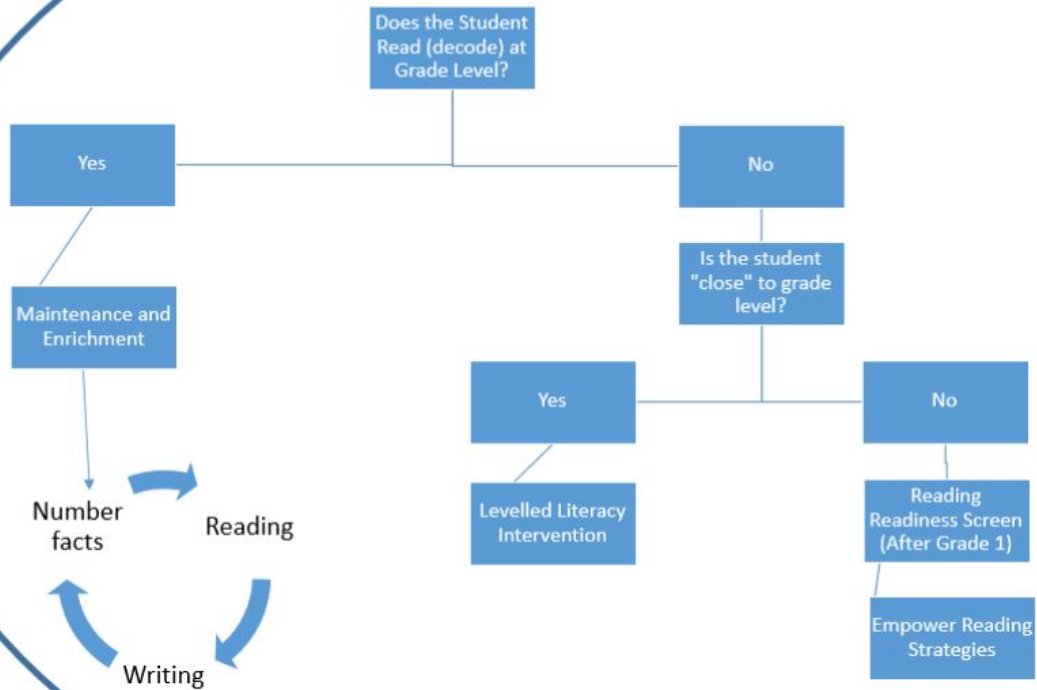 Does the Student
Read (decode) at
Grade Level?
Yes
No
Is the student
"close" to grade
level?
Maintenance and
Enrichment
Yes
No
Levelled Literacy
Intervention
Reading
Readiness Screen
(After Grade 1)
Number
facts
Reading
Writing
Empower Reading
Strategies